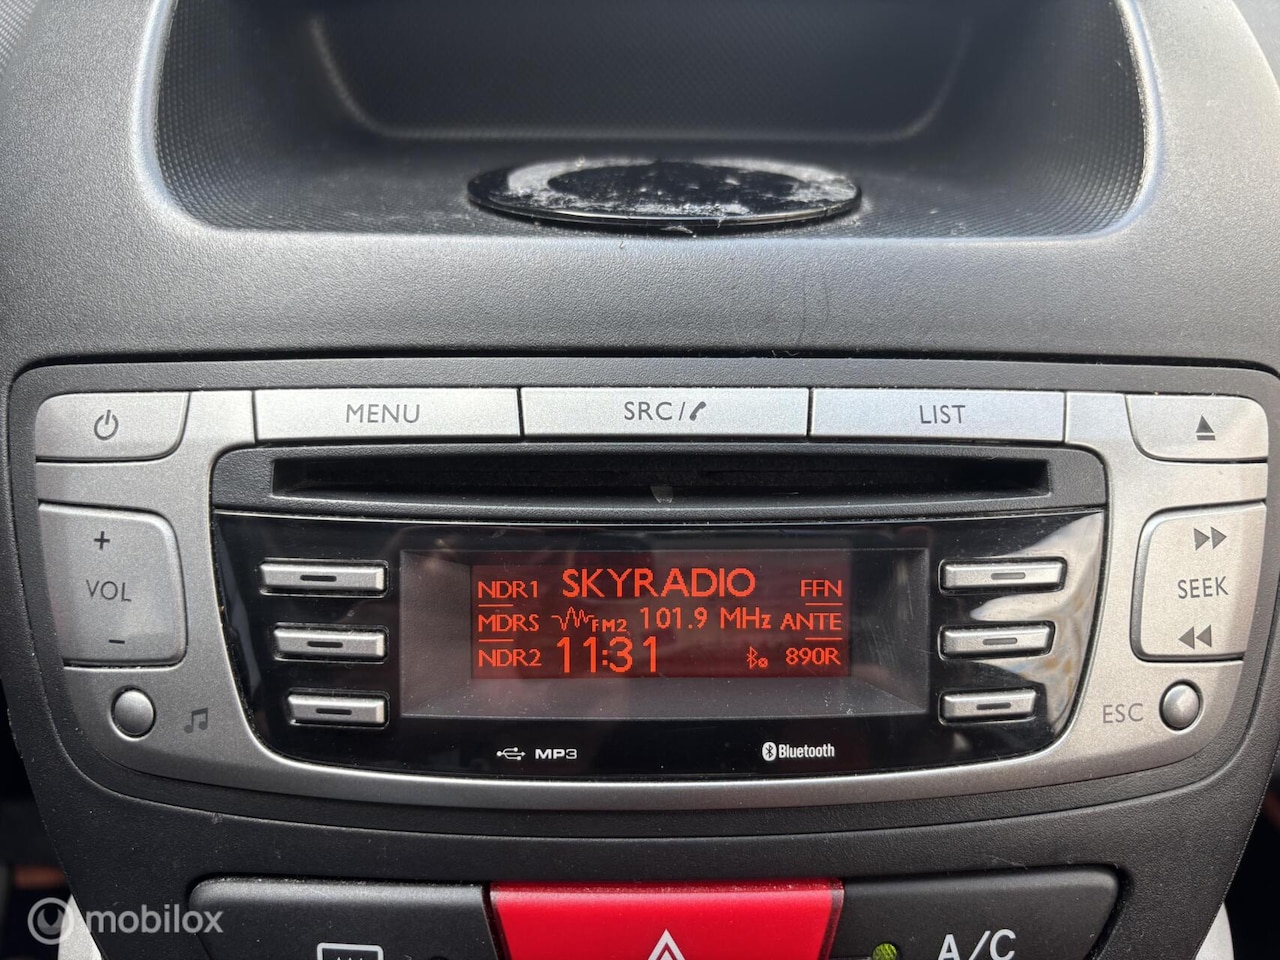 MENU
SRC/
LIST
+
VOL
-
SEEK
ESC
NDR1 SKYRADIO FFN
MDRS FM2 101.9 MHz ANTE
NDR2 11:31 890R
MP3
Bluetooth
A/C
mobilox